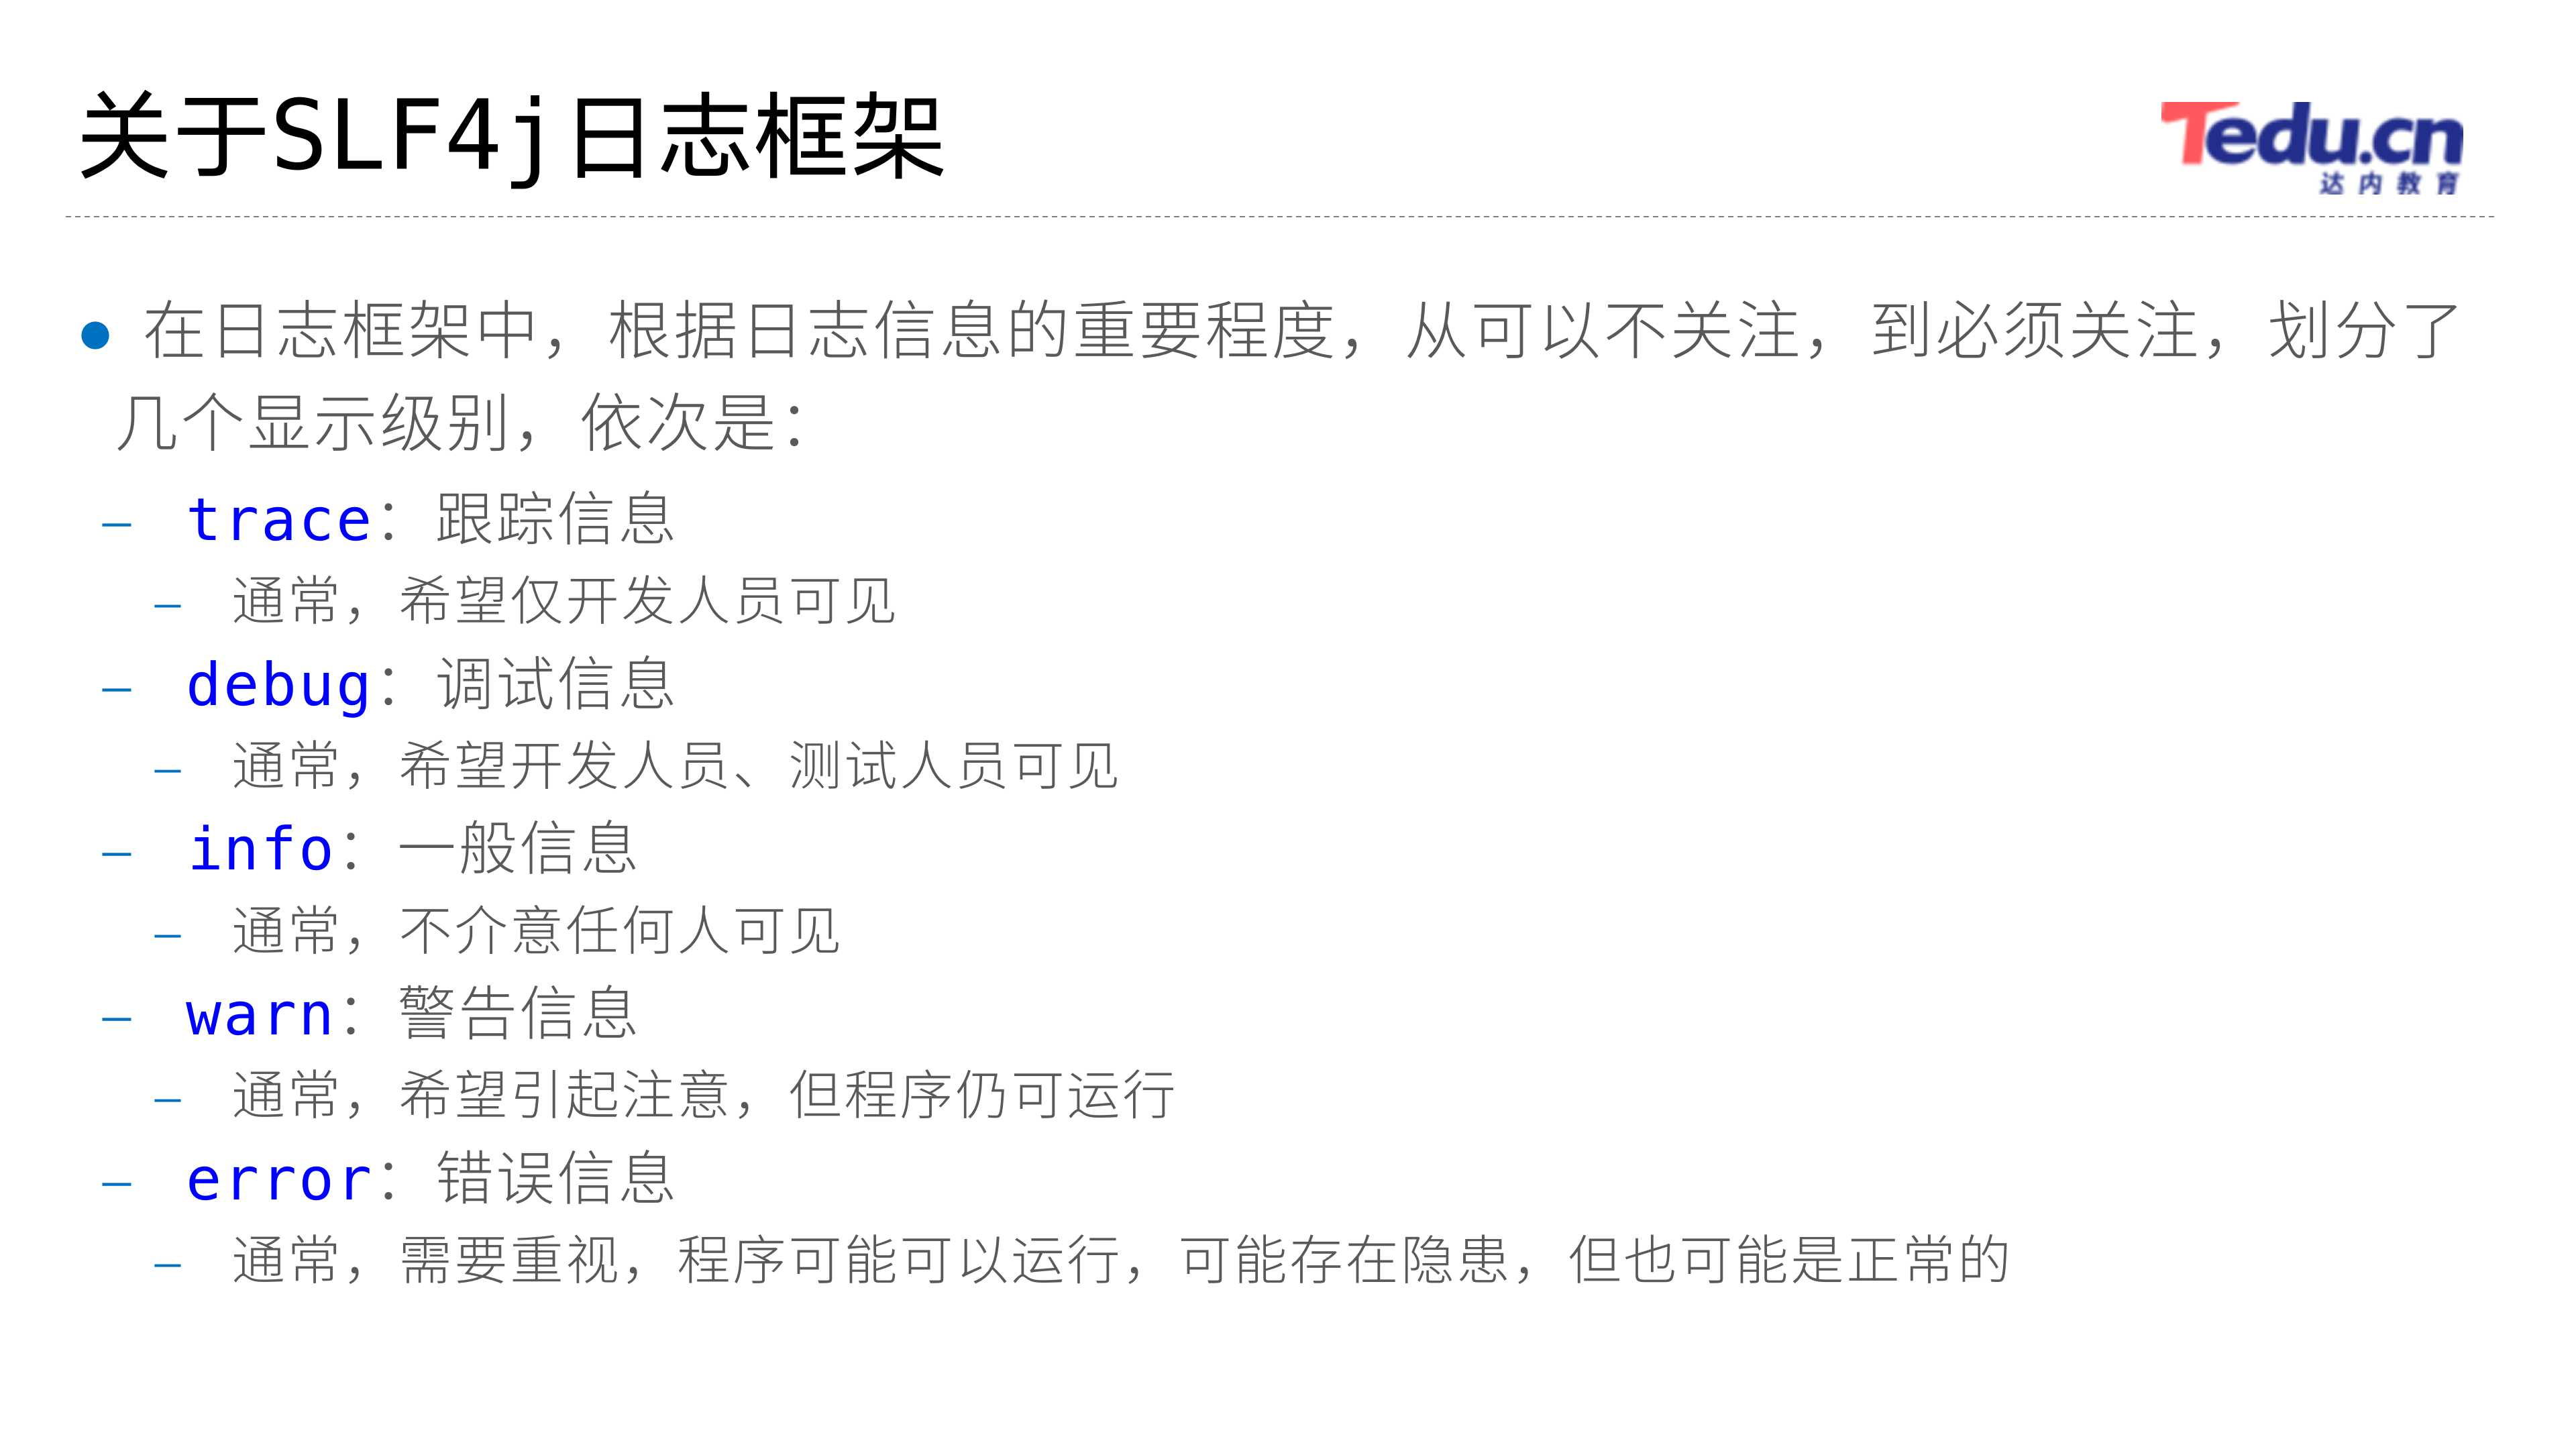 关于SLF4j日志框架
Tedu.cn
达内教育
● 在日志框架中，根据日志信息的重要程度，从可以不关注，到必须关注，划分了
几个显示级别，依次是：
– trace：跟踪信息
– 通常，希望仅开发人员可见
– debug：调试信息
– 通常，希望开发人员、测试人员可见
– info：一般信息
– 通常，不介意任何人可见
– warn：警告信息
– 通常，希望引起注意，但程序仍可运行
– error：错误信息
– 通常，需要重视，程序可能可以运行，可能存在隐患，但也可能是正常的